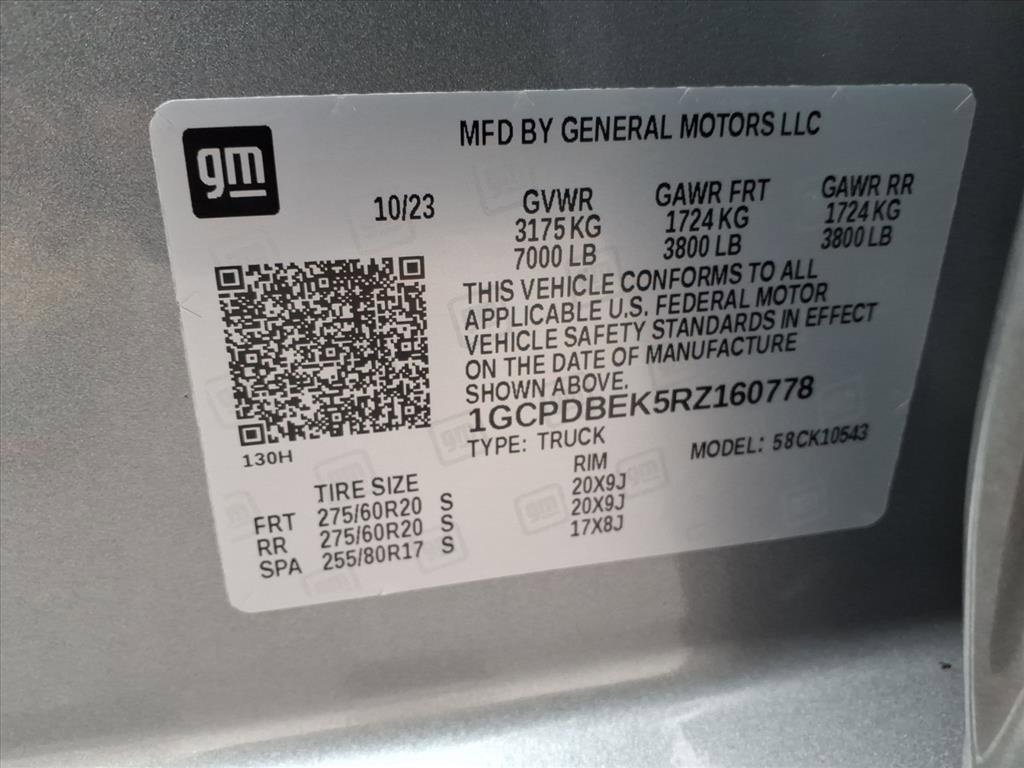 gm
MFD BY GENERAL MOTORS LLC
10/23
GVWR
3175 KG
7000 LB
GAWR FRT
1724 KG
3800 LB
GAWR RR
1724 KG
3800 LB
THIS VEHICLE CONFORMS TO ALL
APPLICABLE U.S. FEDERAL MOTOR
VEHICLE SAFETY STANDARDS IN EFFECT
ON THE DATE OF MANUFACTURE
SHOWN ABOVE.
1GCPDBEK5RZ160778
TYPE: TRUCK MODEL: 58CK10543
130H
TIRE SIZE RIM
FRT 275/60R20 S 20X9J
RR 275/60R20 S 20X9J
SPA 255/80R17 S 17X8J